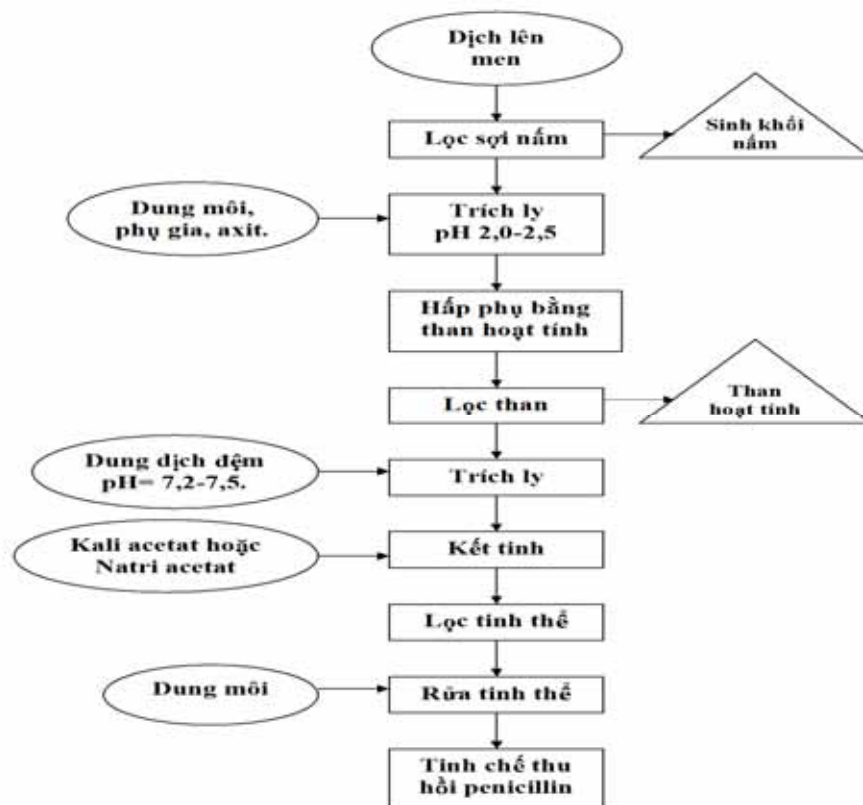 Dịch lên
men
Lọc sợi nấm
Sinh khối
nấm
Dung môi,
phụ gia, axit.
Trích ly
pH 2,0-2,5
Hấp phụ bằng
than hoạt tính
Lọc than
Than
hoạt tính
Dung dịch đệm
pH= 7,2-7,5.
Trích ly
Kali acetat hoặc
Natri acetat
Kết tinh
Lọc tinh thể
Dung môi
Rửa tinh thể
Tinh chế thu
hồi penicillin